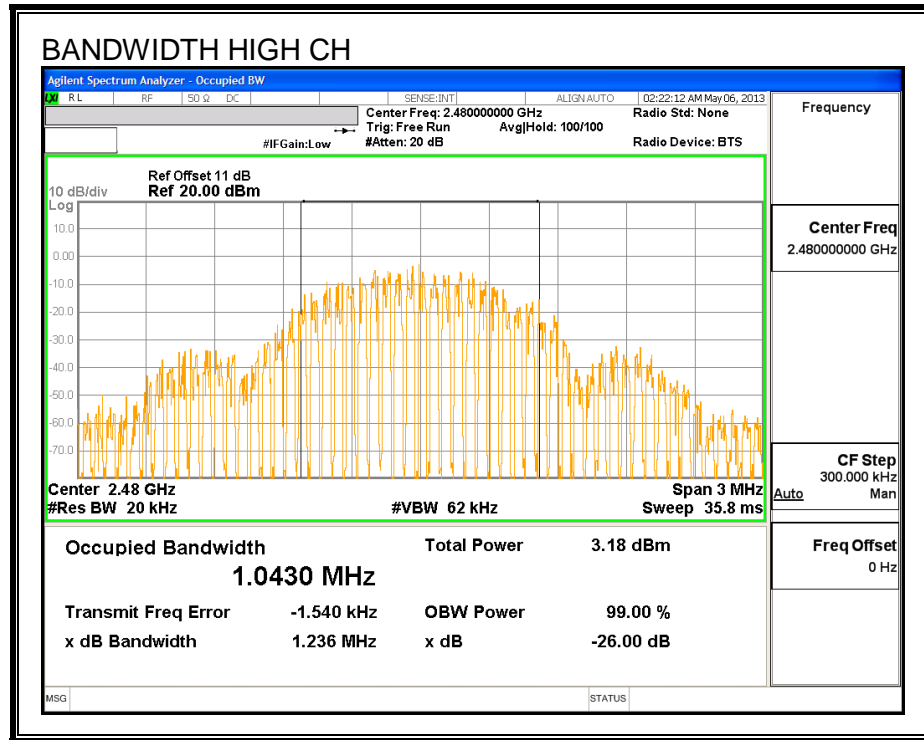 BANDWIDTH HIGH CH
Agilent Spectrum Analyzer - Occupied BW
LXI RL RF 50 Ω DC SENSE:INT ALIGN AUTO 02:22:12 AM May 06, 2013
Center Freq: 2.480000000 GHz Radio Std: None
Trig: Free Run Avg|Hold: 100/100
#IFGain:Low #Atten: 20 dB Radio Device: BTS
Frequency
Ref Offset 11 dB
10 dB/div Ref 20.00 dBm
Log
10.0
0.00
-10.0
-20.0
-30.0
-40.0
-50.0
-60.0
-70.0
Center 2.48 GHz Span 3 MHz
#Res BW 20 kHz #VBW 62 kHz Sweep 35.8 ms
Center Freq
2.480000000 GHz
CF Step
300.000 kHz
Auto Man
Freq Offset
0 Hz
Occupied Bandwidth Total Power 3.18 dBm
1.0430 MHz
Transmit Freq Error -1.540 kHz OBW Power 99.00 %
x dB Bandwidth 1.236 MHz x dB -26.00 dB
MSG STATUS